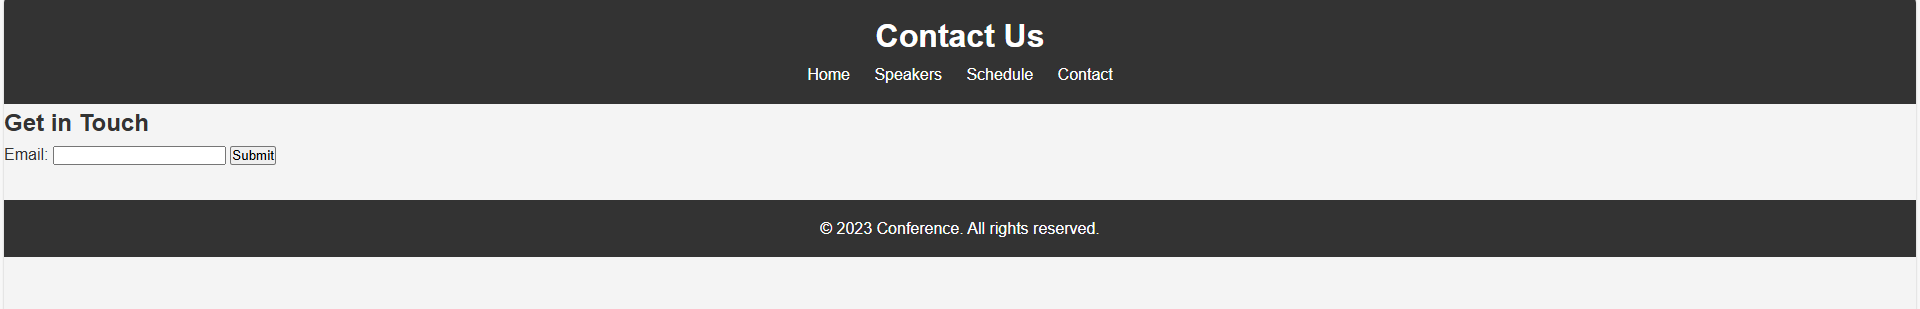 Contact Us
Home Speakers Schedule Contact
Get in Touch
Email: Submit
© 2023 Conference. All rights reserved.